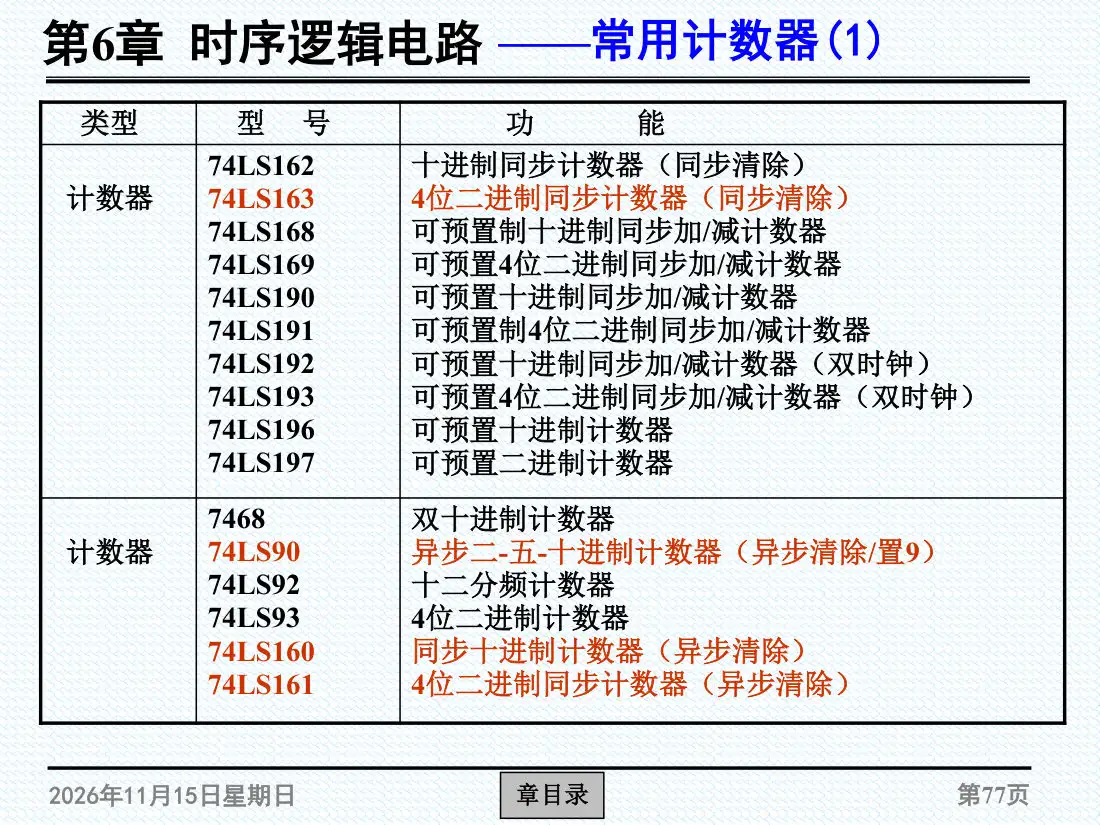 第6章 时序逻辑电路 ——常用计数器(1)
类型 型 号 功 能
74LS162 十进制同步计数器（同步清除）
计数器 74LS163 4位二进制同步计数器（同步清除）
74LS168 可预置制十进制同步加/减计数器
74LS169 可预置4位二进制同步加/减计数器
74LS190 可预置十进制同步加/减计数器
74LS191 可预置制4位二进制同步加/减计数器
74LS192 可预置十进制同步加/减计数器（双时钟）
74LS193 可预置4位二进制同步加/减计数器（双时钟）
74LS196 可预置十进制计数器
74LS197 可预置二进制计数器
7468 双十进制计数器
计数器 74LS90 异步二-五-十进制计数器（异步清除/置9）
74LS92 十二分频计数器
74LS93 4位二进制计数器
74LS160 同步十进制计数器（异步清除）
74LS161 4位二进制同步计数器（异步清除）
2026年11月15日星期日 章目录 第77页